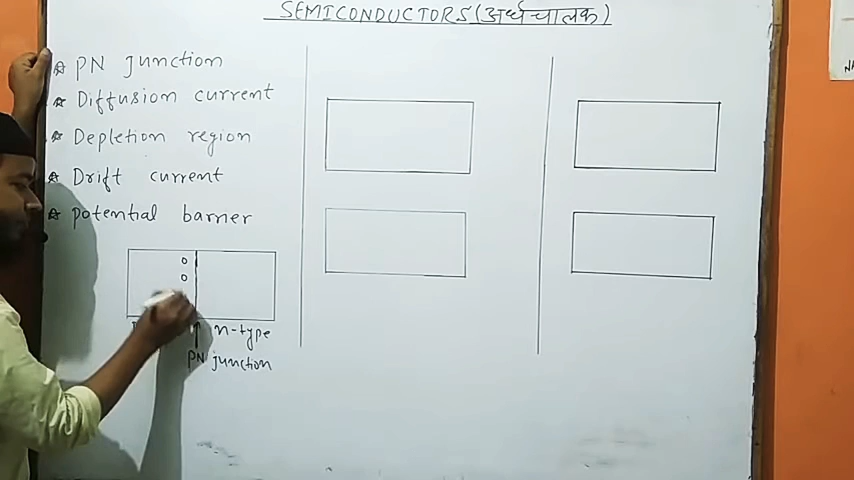 SEMICONDUCTORS (अर्धचालक)
☆ PN junction
☆ Diffusion current
☆ Depletion region
☆ Drift current
☆ potential barrier
n-type
PN junction